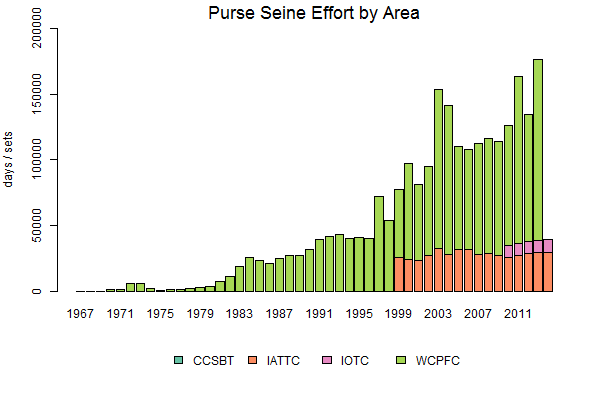 Purse Seine Effort by Area
days / sets
200000
150000
100000
50000
0
1967 1971 1975 1979 1983 1987 1991 1995 1999 2003 2007 2011
CCSBT IATTC IOTC WCPFC